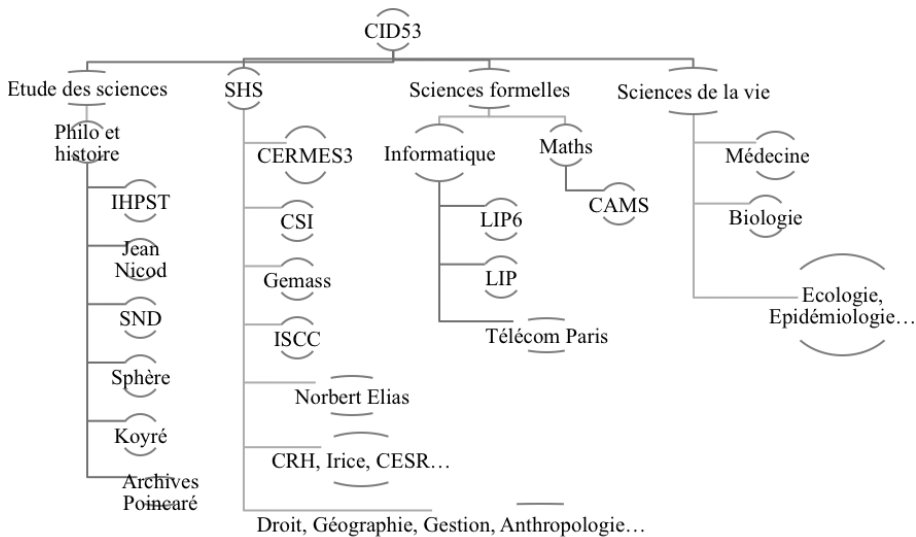 CID53
Etude des sciences
Philo et
histoire
IHPST
Jean
Nicod
SND
Sphère
Koyré
Archives
Poincaré
SHS
CERMES3
CSI
Gemass
ISCC
Norbert Elias
CRH, Irice, CESR…
Droit, Géographie, Gestion, Anthropologie…
Sciences formelles
Informatique
LIP6
LIP
Télécom Paris
Maths
CAMS
Sciences de la vie
Médecine
Biologie
Ecologie,
Epidémiologie…